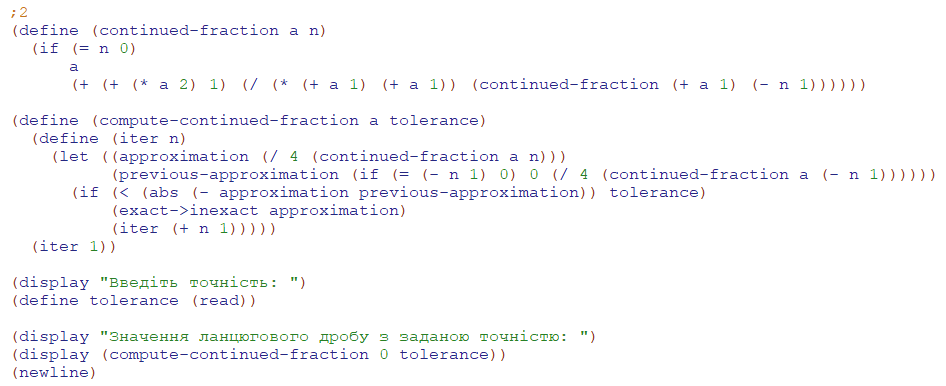 ;2
(define (continued-fraction a n)
  (if (= n 0)
      a
      (+ (+ (* a 2) 1) (/ (* (+ a 1) (+ a 1)) (continued-fraction (+ a 1) (- n 1))))))

(define (compute-continued-fraction a tolerance)
  (define (iter n)
    (let ((approximation (/ 4 (continued-fraction a n)))
          (previous-approximation (if (= (- n 1) 0) 0 (/ 4 (continued-fraction a (- n 1))))))
      (if (< (abs (- approximation previous-approximation)) tolerance)
          (exact->inexact approximation)
          (iter (+ n 1)))))
  (iter 1))

(display "Введіть точність: ")
(define tolerance (read))

(display "Значення ланцюгового дробу з заданою точністю: ")
(display (compute-continued-fraction 0 tolerance))
(newline)